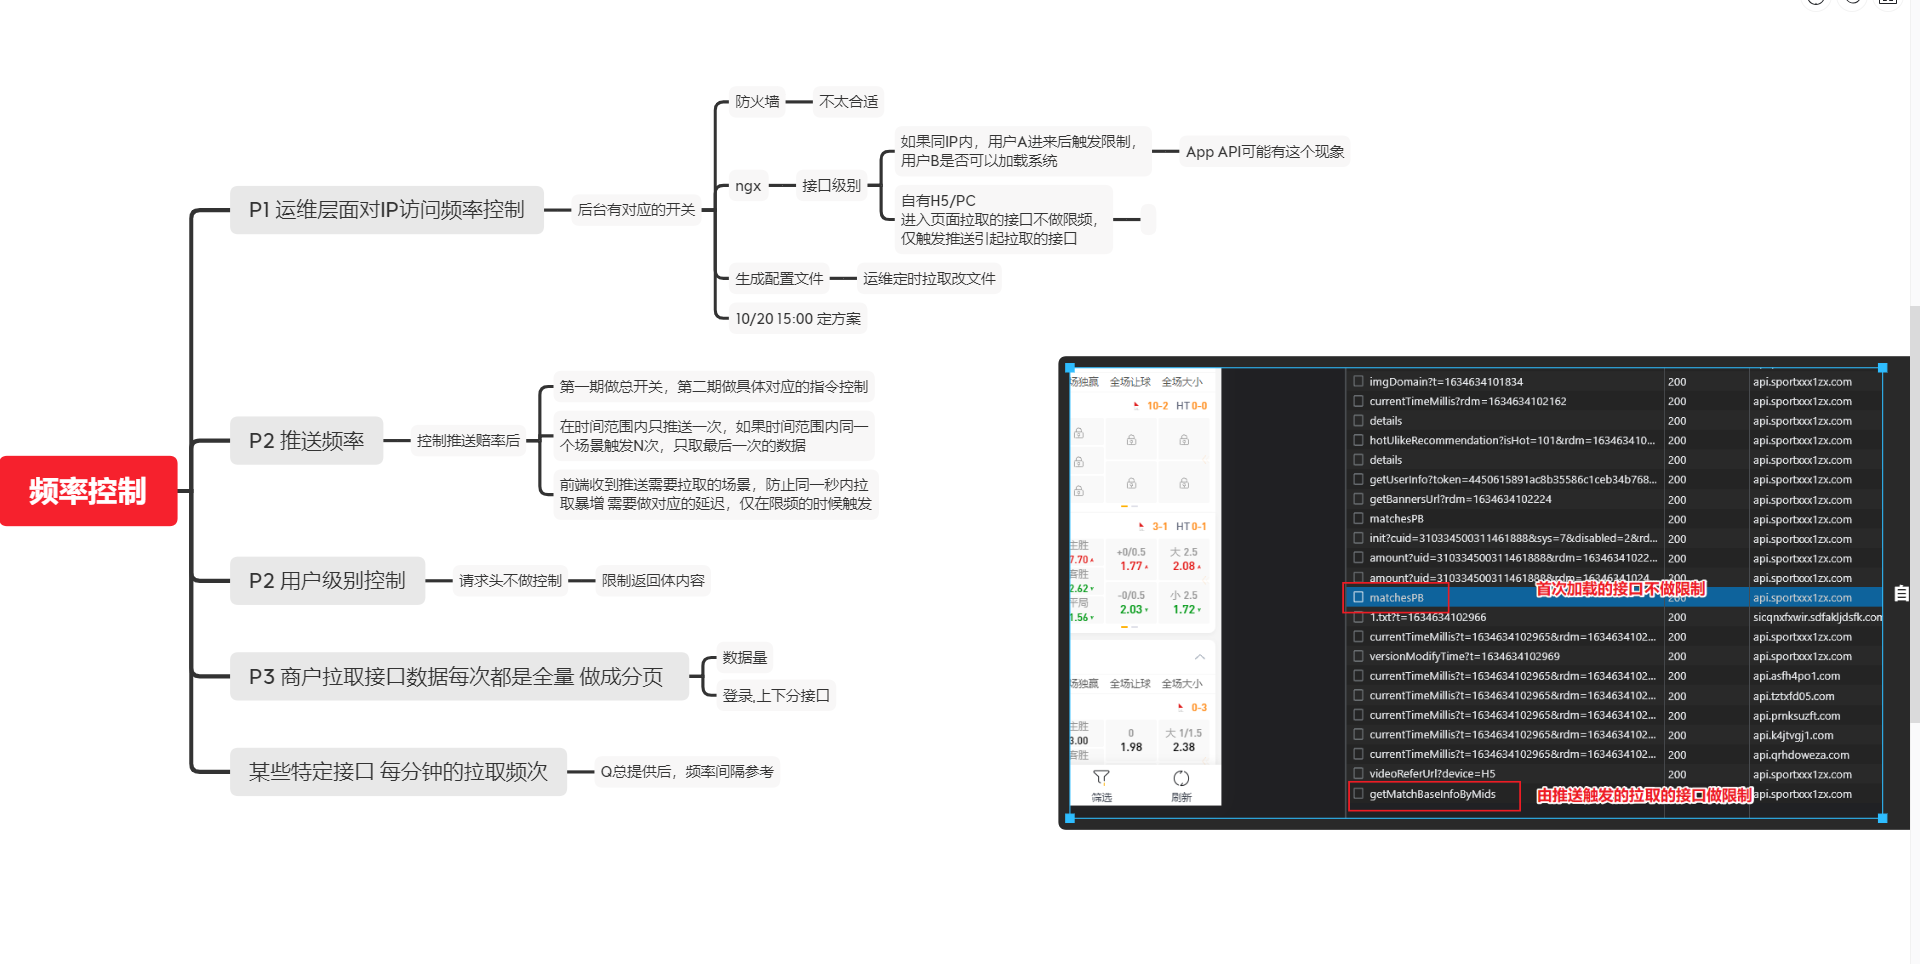 频率控制
P1 运维层面对IP访问频率控制
后台有对应的开关
防火墙
不太合适
ngx
接口级别
如果同IP内，用户A进来后触发限制，
用户B是否可以加载系统
App API可能有这个现象
自有H5/PC
进入页面拉取的接口不做限频，
仅触发推送引起拉取的接口
生成配置文件
运维定时拉取改文件
10/20 15:00 定方案
P2 推送频率
控制推送赔率后
第一期做总开关，第二期做具体对应的指令控制
在时间范围内只推送一次，如果时间范围内同一
个场景触发N次，只取最后一次的数据
前端收到推送需要拉取的场景，防止同一秒内拉
取暴增 需要做对应的延迟，仅在限频的时候触发
P2 用户级别控制
请求头不做控制
限制返回体内容
P3 商户拉取接口数据每次都是全量 做成分页
数据量
登录,上下分接口
某些特定接口 每分钟的拉取频次
Q总提供后，频率间隔参考
场独赢 全场让球 全场大小
10-2 HT 0-0
3-1 HT 0-1
主胜
7.70
客胜
2.62
平局
1.56
+0/0.5
1.77
-0/0.5
2.03
大 2.5
2.08
小 2.5
1.72
场独赢 全场让球 全场大小
0-3
主胜
3.00
客胜
0
1.98
大 1/1.5
2.38
筛选
刷新
imgDomain?t=1634634101834 200 api.sportxxx1zx.com
currentTimeMillis?rdm=1634634102162 200 api.sportxxx1zx.com
details 200 api.sportxxx1zx.com
hotUlikeRecommendation?isHot=101&rdm=163463410... 200 api.sportxxx1zx.com
details 200 api.sportxxx1zx.com
getUserInfo?token=4450615891ac8b35586c1ceb34b768... 200 api.sportxxx1zx.com
getBannersUrl?rdm=1634634102224 200 api.sportxxx1zx.com
matchesPB 200 api.sportxxx1zx.com
init?cuid=310334500311461888&sys=7&disabled=2&rd... 200 api.sportxxx1zx.com
amount?uid=310334500311461888&rdm=16346341022... 200 api.sportxxx1zx.com
amount?uid=310334500311461888&rdm=16346341024... 200 api.sportxxx1zx.com
matchesPB 200 api.sportxxx1zx.com
首次加载的接口不做限制
自
1.txt?t=1634634102966 200 sicqnxfxwir.sdfakljdsfk.com
currentTimeMillis?t=1634634102965&rdm=1634634102... 200 api.sportxxx1zx.com
versionModifyTime?t=1634634102969 200 api.sportxxx1zx.com
currentTimeMillis?t=1634634102965&rdm=1634634102... 200 api.asfh4po1.com
currentTimeMillis?t=1634634102965&rdm=1634634102... 200 api.tztxfd05.com
currentTimeMillis?t=1634634102965&rdm=1634634102... 200 api.prnksuzft.com
currentTimeMillis?t=1634634102965&rdm=1634634102... 200 api.k4jtvgj1.com
currentTimeMillis?t=1634634102965&rdm=1634634102... 200 api.qrhdoweza.com
videoReferUrl?device=H5 200 api.sportxxx1zx.com
getMatchBaseInfoByMids api.sportxxx1zx.com
由推送触发的拉取的接口做限制